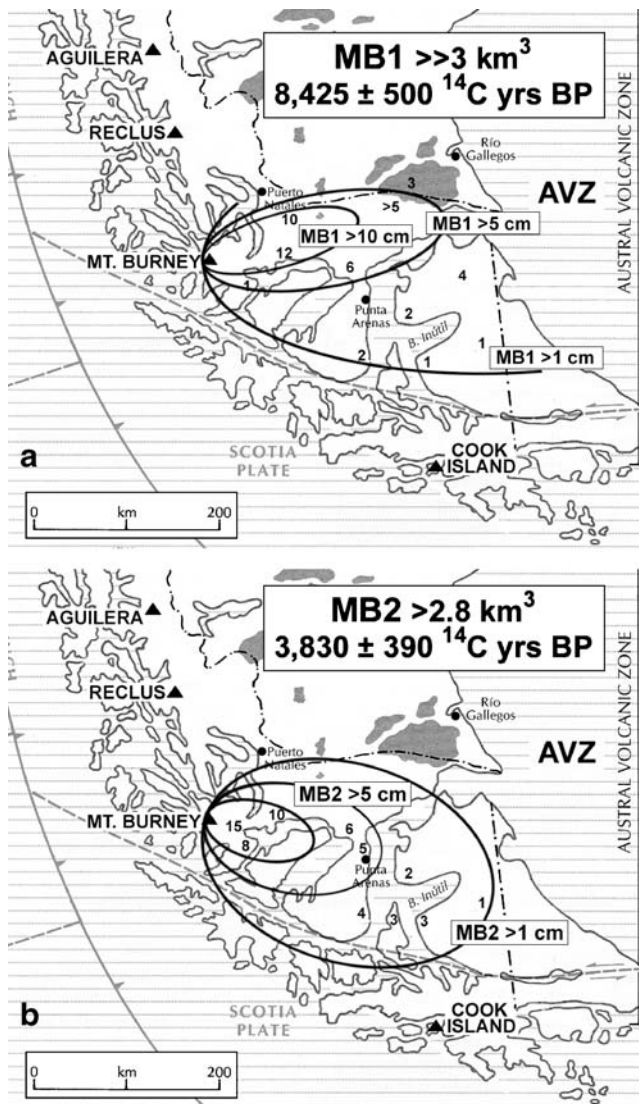 MB1 >>3 km³
8,425 ± 500 ¹⁴C yrs BP
AGUILERA
RECLUS
Río
Gallegos
Puerto
Natales
AVZ
AUSTRAL VOLCANIC ZONE
3
>5
10
MB1 >10 cm
MB1 >5 cm
12
MT. BURNEY
6
4
1
Punta
Arenas
2
B. Inútil
1
2
1
MB1 >1 cm
a
SCOTIA
PLATE
COOK
ISLAND
0
200
km
MB2 >2.8 km³
3,830 ± 390 ¹⁴C yrs BP
AGUILERA
RECLUS
Río
Gallegos
Puerto
Natales
AVZ
AUSTRAL VOLCANIC ZONE
MB2 >5 cm
MT. BURNEY
10
15
6
8
5
Punta
Arenas
2
B. Inútil
1
4
3
3
MB2 >1 cm
b
SCOTIA
PLATE
COOK
ISLAND
0
200
km